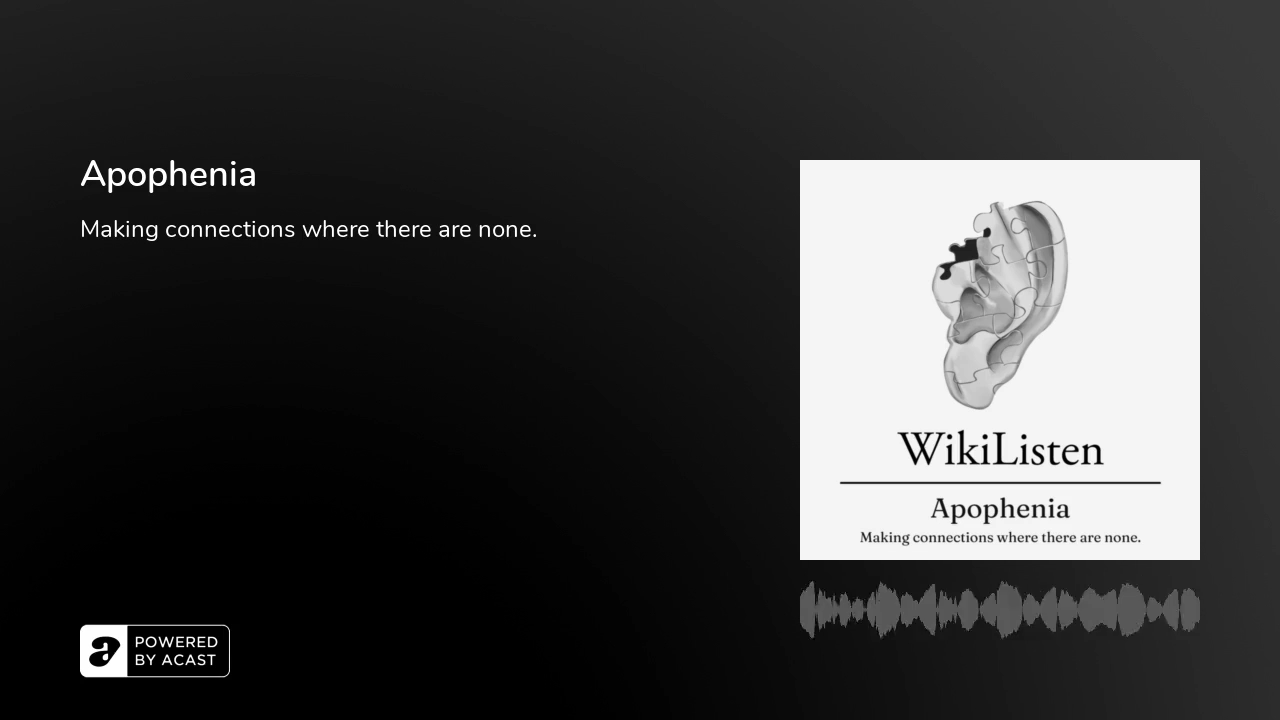 Apophenia
Making connections where there are none.
WikiListen
Apophenia
Making connections where there are none.
a POWERED
BY ACAST